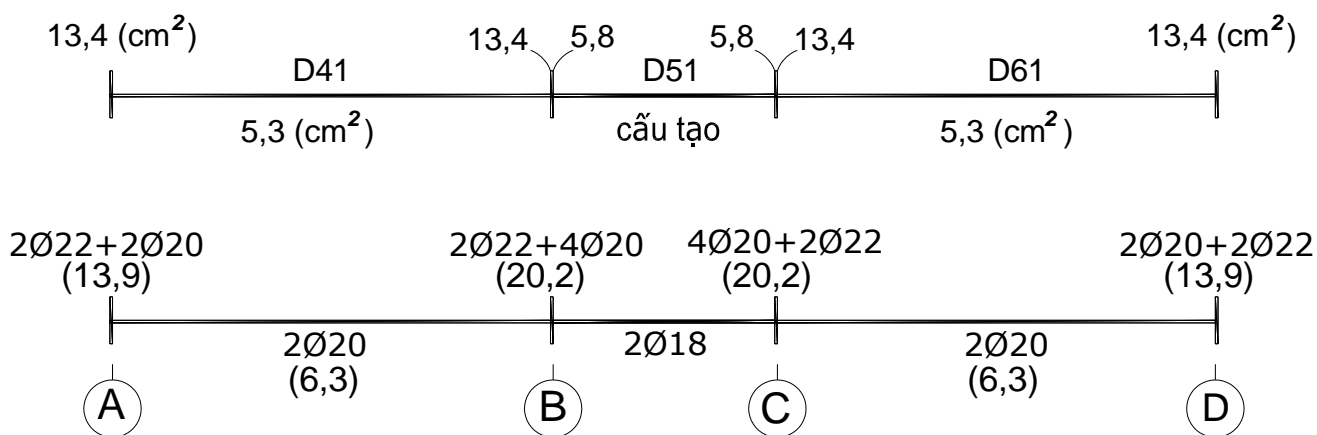 13,4 (cm²) 13,4 5,8 5,8 13,4 13,4 (cm²)
D41 D51 D61
5,3 (cm²) cấu tạo 5,3 (cm²)
2Ø22+2Ø20 2Ø22+4Ø20 4Ø20+2Ø22 2Ø20+2Ø22
(13,9) (20,2) (20,2) (13,9)
2Ø20 2Ø18 2Ø20
(6,3) (6,3)
A B C D